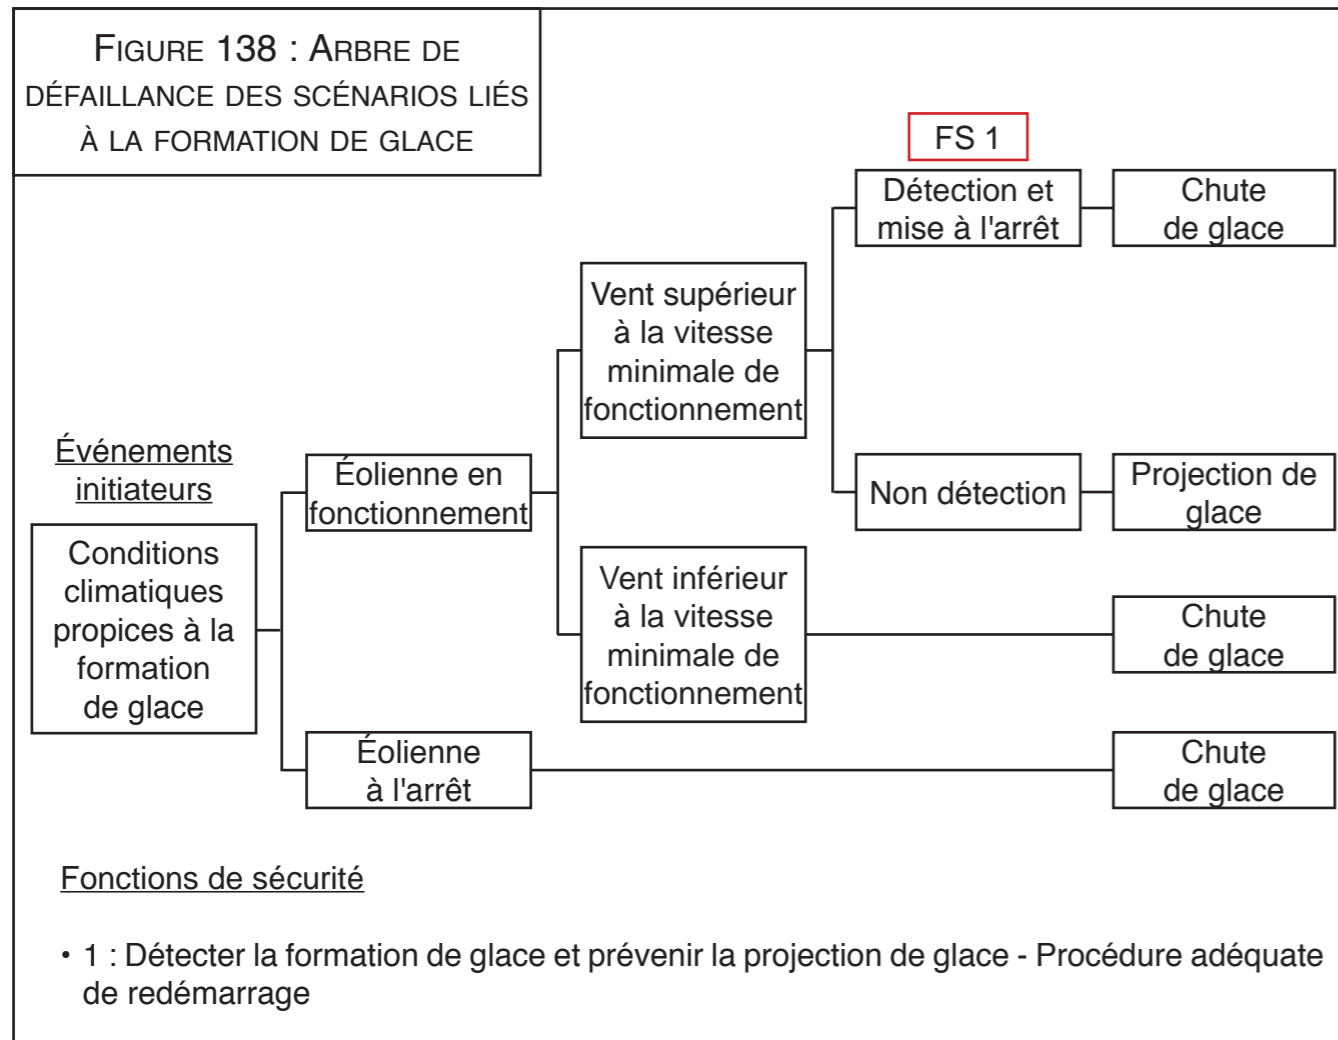 FIGURE 138 : ARBRE DE
DÉFAILLANCE DES SCÉNARIOS LIÉS
À LA FORMATION DE GLACE
FS 1
Détection et
mise à l'arrêt
Chute
de glace
Vent supérieur
à la vitesse
minimale de
fonctionnement
Événements
initiateurs
Éolienne en
fonctionnement
Non détection
Projection de
glace
Conditions
climatiques
propices à la
formation
de glace
Vent inférieur
à la vitesse
minimale de
fonctionnement
Chute
de glace
Éolienne
à l'arrêt
Chute
de glace
Fonctions de sécurité
• 1 : Détecter la formation de glace et prévenir la projection de glace - Procédure adéquate
de redémarrage